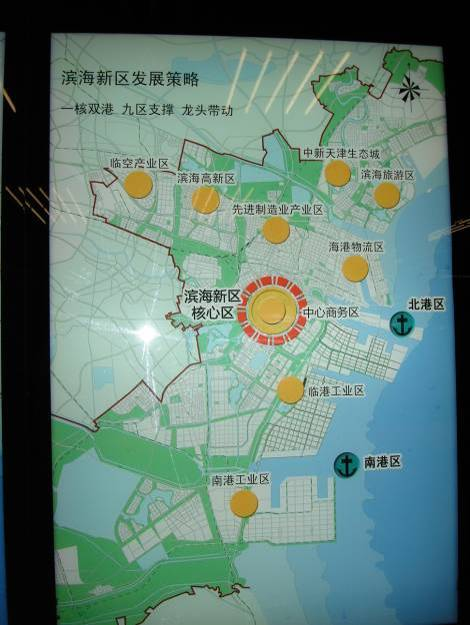 滨海新区发展策略
一核双港 九区支撑 龙头带动
中新天津生态城
临空产业区
滨海高新区
滨海旅游区
先进制造业产业区
海港物流区
滨海新区
核心区
北港区
中心商务区
临港工业区
南港区
南港工业区